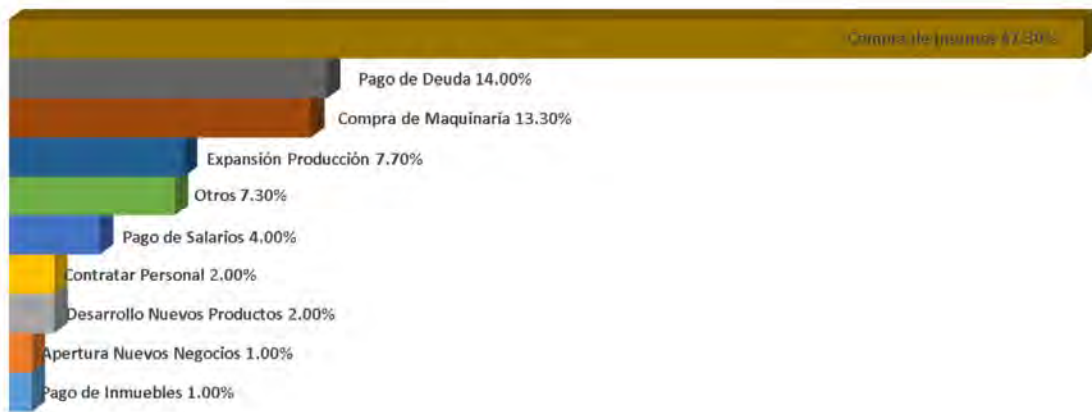 Compra de Insumos 47.30%
Pago de Deuda 14.00%
Compra de Maquinaria 13.30%
Expansión Producción 7.70%
Otros 7.30%
Pago de Salarios 4.00%
Contratar Personal 2.00%
Desarrollo Nuevos Productos 2.00%
Apertura Nuevos Negocios 1.00%
Pago de Inmuebles 1.00%